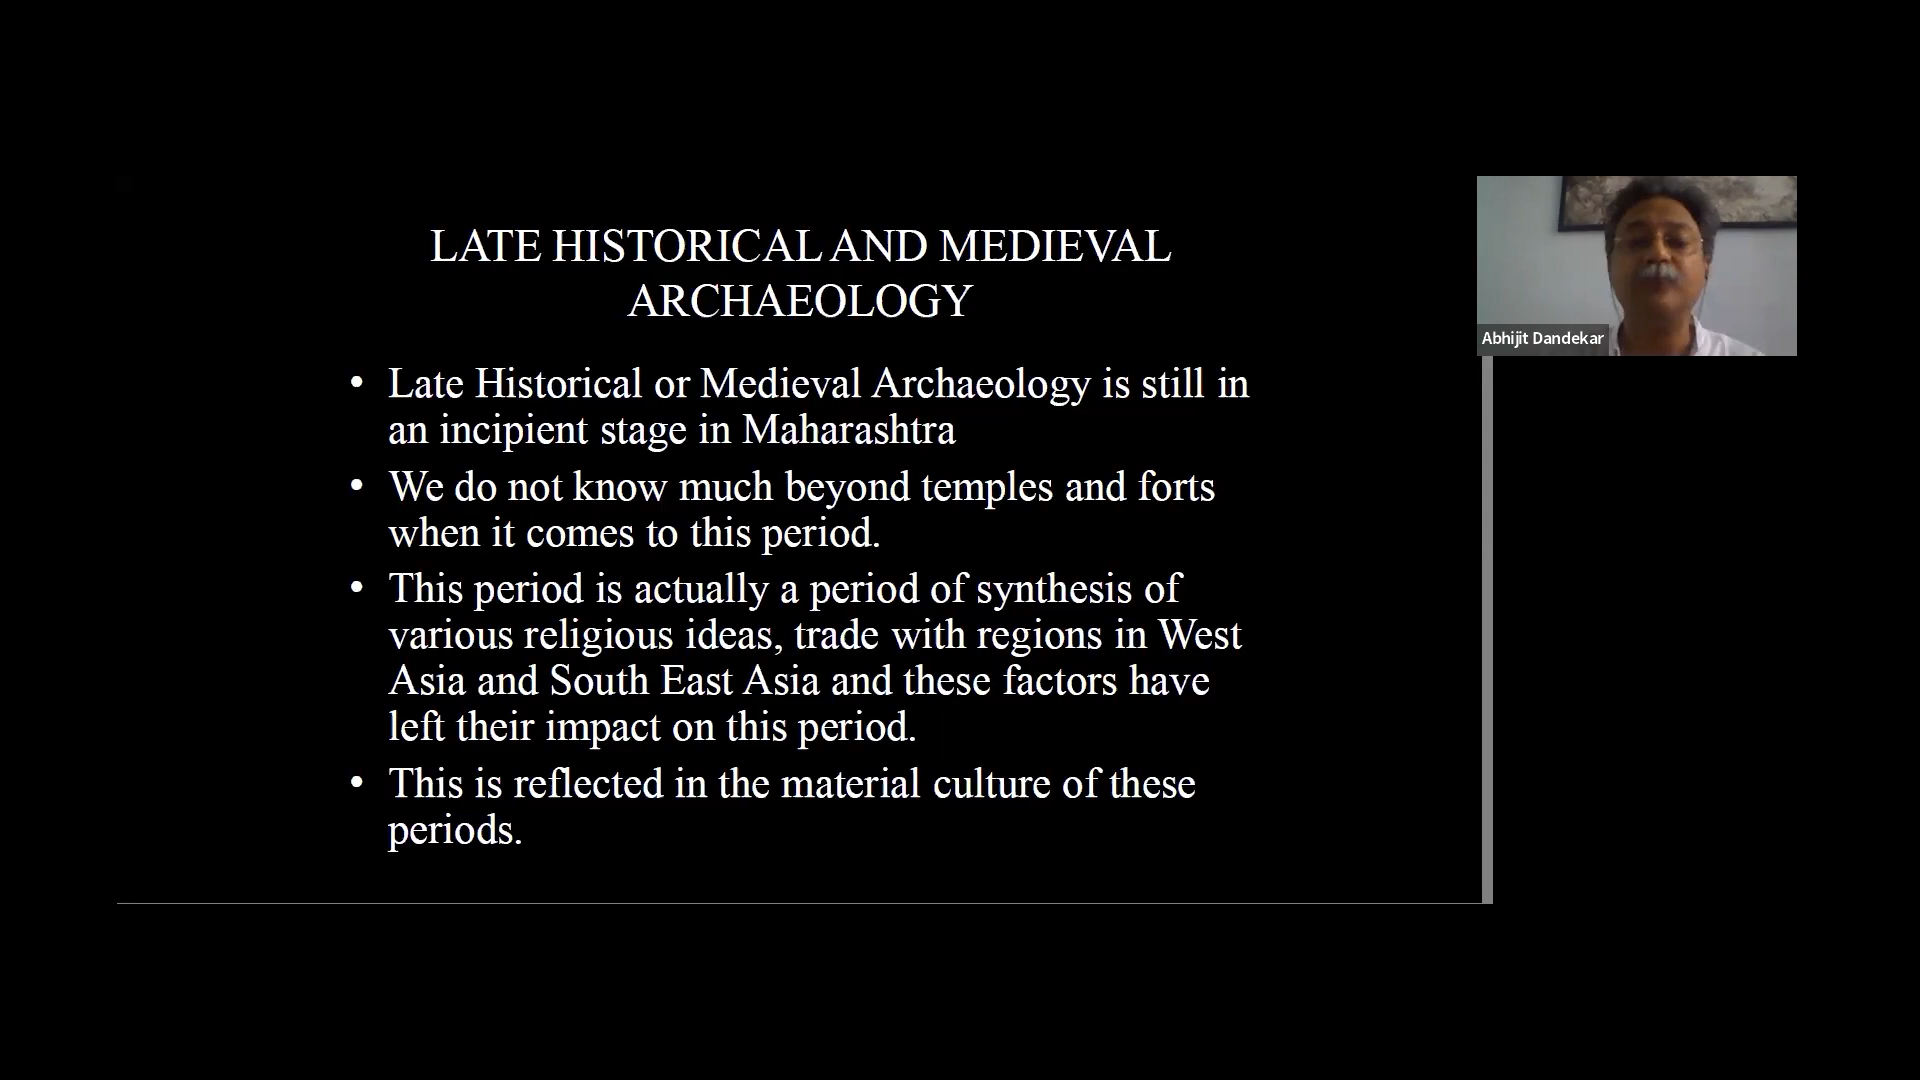 LATE HISTORICAL AND MEDIEVAL
ARCHAEOLOGY
• Late Historical or Medieval Archaeology is still in
an incipient stage in Maharashtra
• We do not know much beyond temples and forts
when it comes to this period.
• This period is actually a period of synthesis of
various religious ideas, trade with regions in West
Asia and South East Asia and these factors have
left their impact on this period.
• This is reflected in the material culture of these
periods.
Abhijit Dandekar